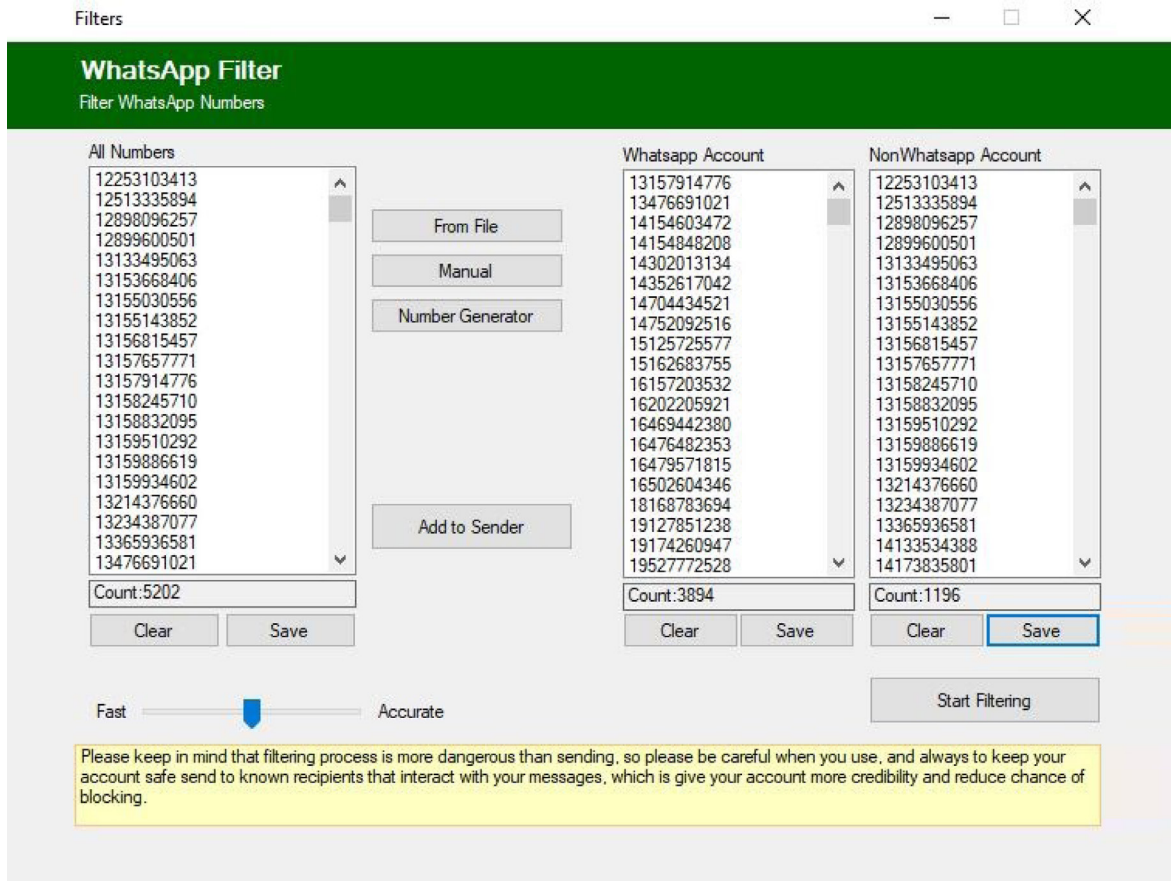 Filters
WhatsApp Filter
Filter WhatsApp Numbers
All Numbers
12253103413
12513335894
12898096257
12899600501
13133495063
13153668406
13155030556
13155143852
13156815457
13157657771
13157914776
13158245710
13158832095
13159510292
13159886619
13159934602
13214376660
13234387077
13365936581
13476691021
Count:5202
Clear
Save
From File
Manual
Number Generator
Add to Sender
Whatsapp Account
13157914776
13476691021
14154603472
14154848208
14302013134
14352617042
14704434521
14752092516
15125725577
15162683755
16157203532
16202205921
16469442380
16476482353
16479571815
16502604346
18168783694
19127851238
19174260947
19527772528
Count:3894
Clear
Save
NonWhatsapp Account
12253103413
12513335894
12898096257
12899600501
13133495063
13153668406
13155030556
13155143852
13156815457
13157657771
13158245710
13158832095
13159510292
13159886619
13159934602
13214376660
13234387077
13365936581
14133534388
14173835801
Count:1196
Clear
Save
Fast
Accurate
Start Filtering
Please keep in mind that filtering process is more dangerous than sending, so please be careful when you use, and always to keep your
account safe send to known recipients that interact with your messages, which is give your account more credibility and reduce chance of
blocking.